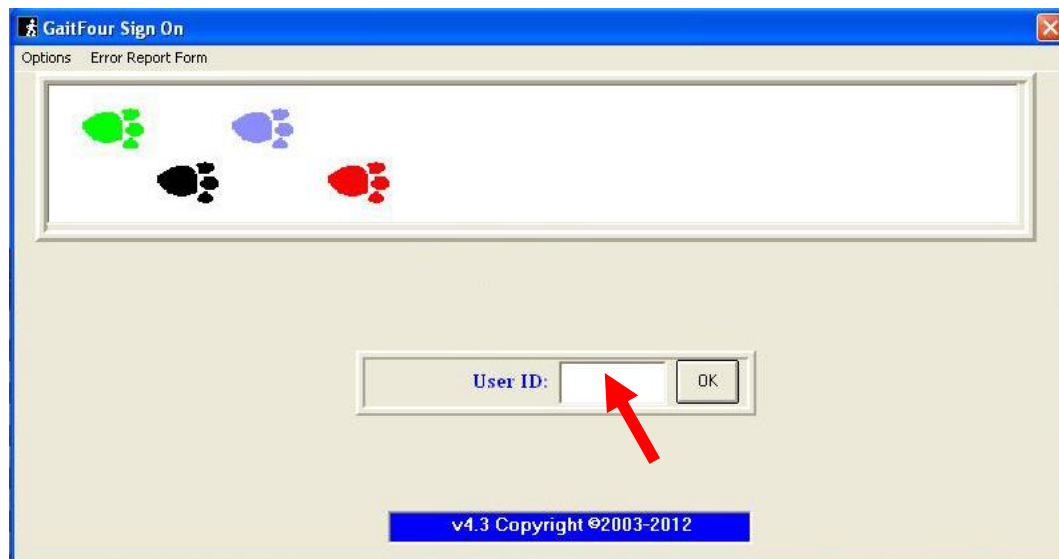 GaitFour Sign On
Options Error Report Form
User ID: OK
v4.3 Copyright ©2003-2012